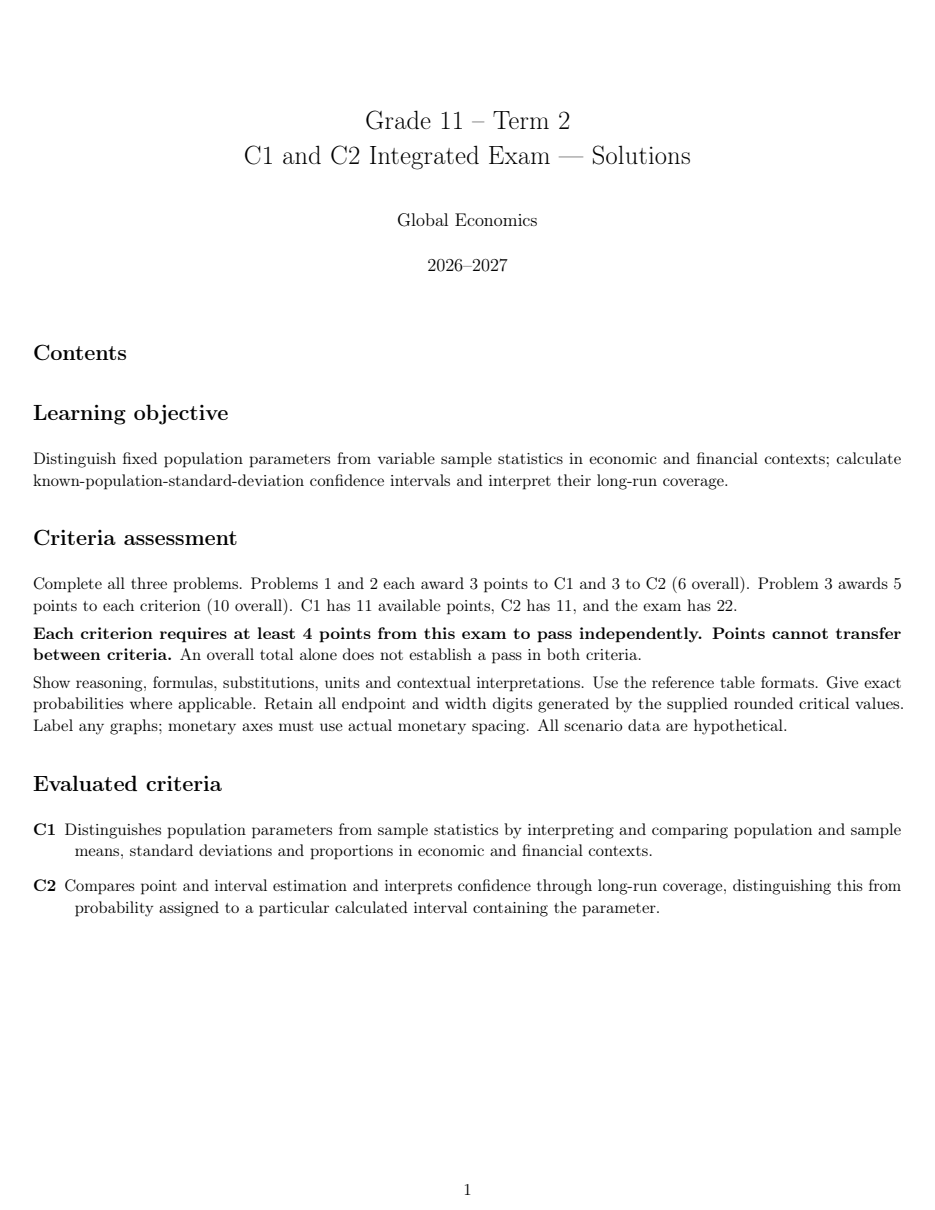 Grade 11 – Term 2
C1 and C2 Integrated Exam — Solutions
Global Economics
2026–2027
Contents
Learning objective
Distinguish fixed population parameters from variable sample statistics in economic and financial contexts; calculate
known-population-standard-deviation confidence intervals and interpret their long-run coverage.
Criteria assessment
Complete all three problems. Problems 1 and 2 each award 3 points to C1 and 3 to C2 (6 overall). Problem 3 awards 5
points to each criterion (10 overall). C1 has 11 available points, C2 has 11, and the exam has 22.
Each criterion requires at least 4 points from this exam to pass independently. Points cannot transfer
between criteria. An overall total alone does not establish a pass in both criteria.
Show reasoning, formulas, substitutions, units and contextual interpretations. Use the reference table formats. Give exact
probabilities where applicable. Retain all endpoint and width digits generated by the supplied rounded critical values.
Label any graphs; monetary axes must use actual monetary spacing. All scenario data are hypothetical.
Evaluated criteria
C1 Distinguishes population parameters from sample statistics by interpreting and comparing population and sample
means, standard deviations and proportions in economic and financial contexts.
C2 Compares point and interval estimation and interprets confidence through long-run coverage, distinguishing this from
probability assigned to a particular calculated interval containing the parameter.
1